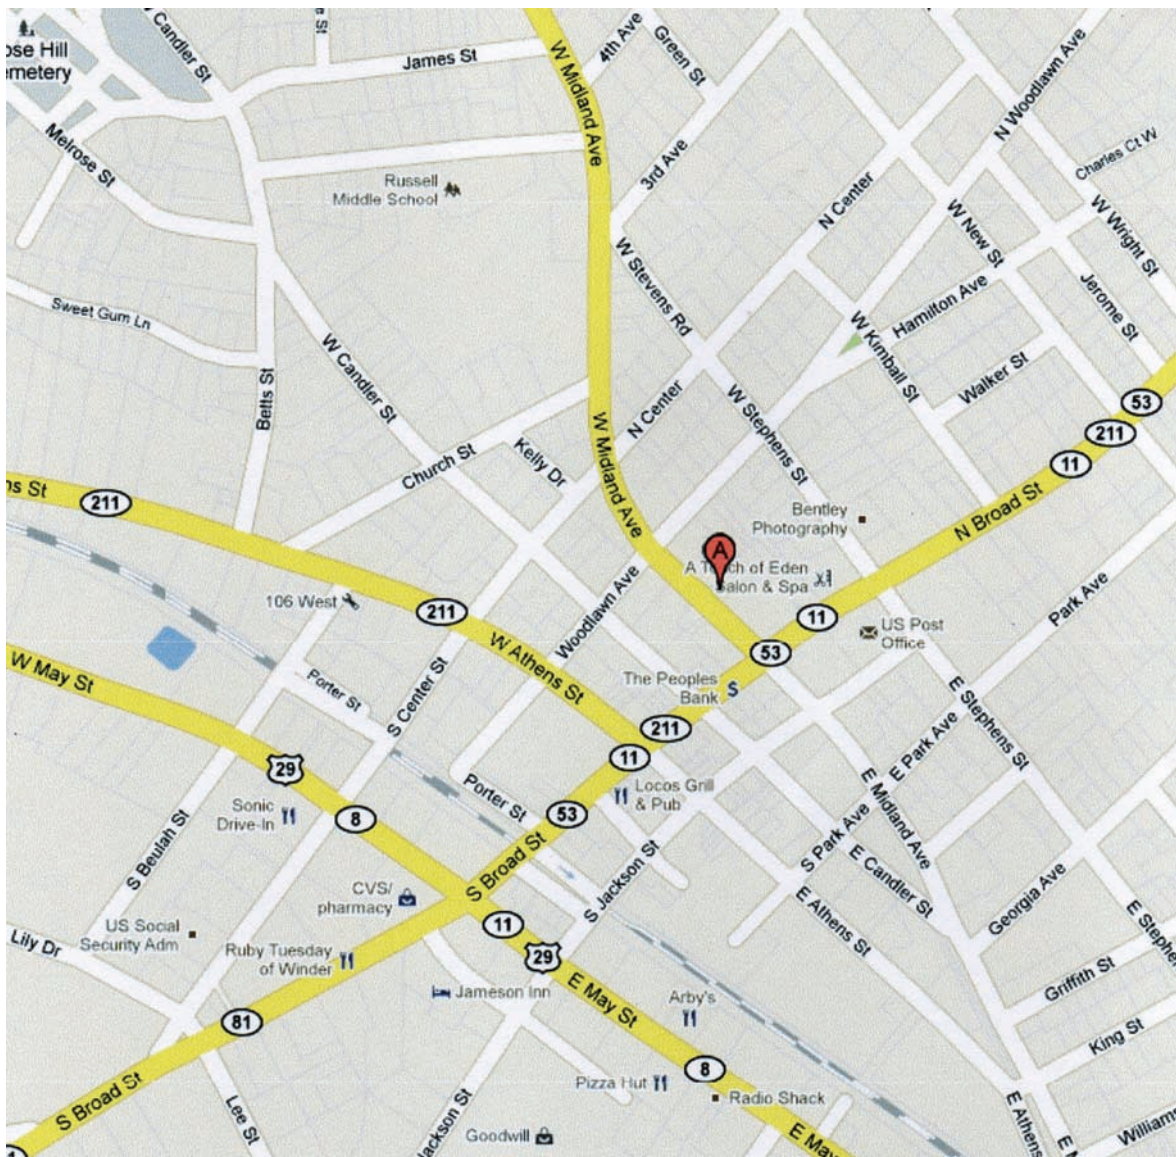 Candler St
St
ose Hill
emetery
James St
W Midland Ave
4th Ave
Green St
N Woodlawn Ave
Melrose St
Russell
Middle School
3rd Ave
N Center
Charles Ct W
W Wright St
W New St
W Stevens Rd
Jerome St
Hamilton Ave
Sweet Gum Ln
W Candler St
W Kimball St
Walker St
Betts St
N Center
W Stephens St
53
211
11
Church St
Kelly Dr
W Midland Ave
ns St
211
Bentley
Photography
N Broad St
A
A Touch of Eden
Salon & Spa
106 West
211
Woodlawn Ave
11
US Post
Office
Park Ave
W May St
Porter St
S Center St
W Athens St
53
The Peoples
Bank
$
E Stephens St
211
11
29
Porter St
Locos Grill
& Pub
E Park Ave
E Midland Ave
Sonic
Drive-In
8
53
S Beulah St
S Broad St
S Park Ave
E Candler St
CVS/
pharmacy
S Jackson St
E Athens St
Georgia Ave
E Stephen
US Social
Security Adm
Lily Dr
11
Ruby Tuesday
of Winder
29
Jameson Inn
E May St
Arby's
Griffith St
81
King St
8
Pizza Hut
Radio Shack
S Broad St
Lee St
Jackson St
Goodwill
E May
E Athens
E M
William
1